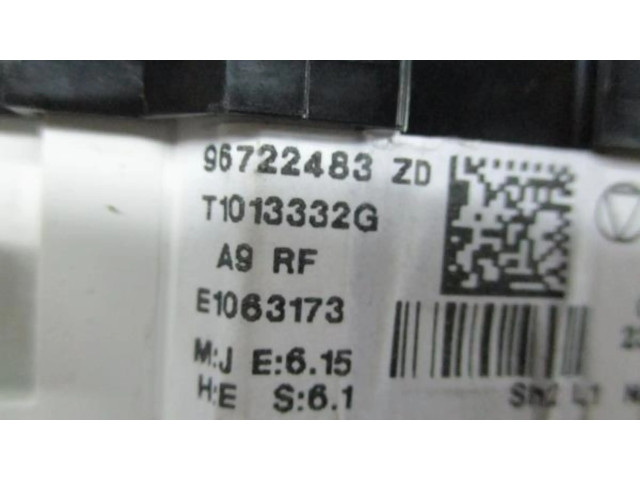 96722483 ZD
T1013332G
A9 RF
E1063173
M:J E:6.15
H:E S:6.1